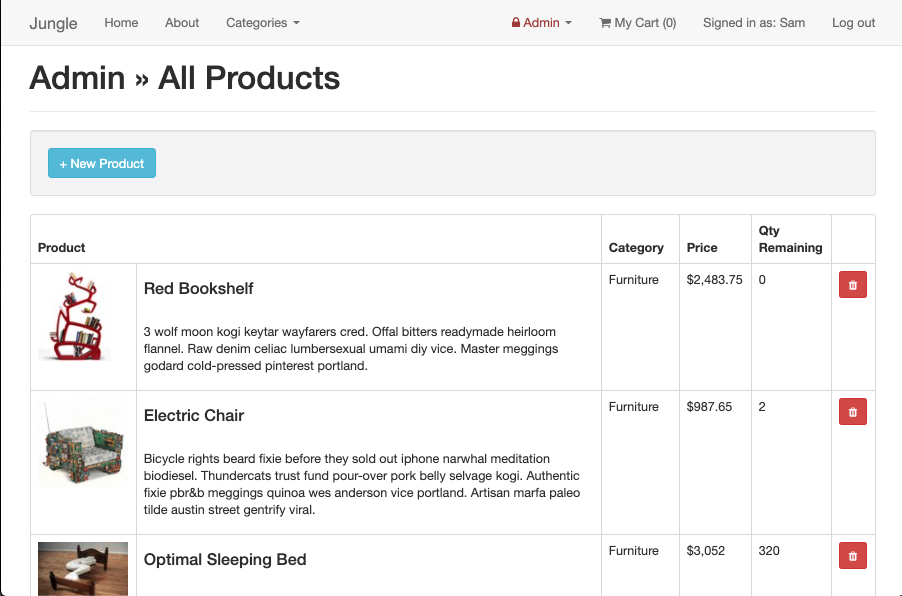 Jungle Home About Categories Admin My Cart (0) Signed in as: Sam Log out
Admin » All Products
+ New Product
Product Category Price Qty Remaining
Red Bookshelf Furniture $2,483.75 0
3 wolf moon kogi keytar wayfarers cred. Offal bitters readymade heirloom
flannel. Raw denim celiac lumbersexual umami diy vice. Master meggings
godard cold-pressed pinterest portland.
Electric Chair Furniture $987.65 2
Bicycle rights beard fixie before they sold out iphone narwhal meditation
biodiesel. Thundercats trust fund pour-over pork belly selvage kogi. Authentic
fixie pbr&b meggings quinoa wes anderson vice portland. Artisan marfa paleo
tilde austin street gentrify viral.
Optimal Sleeping Bed Furniture $3,052 320